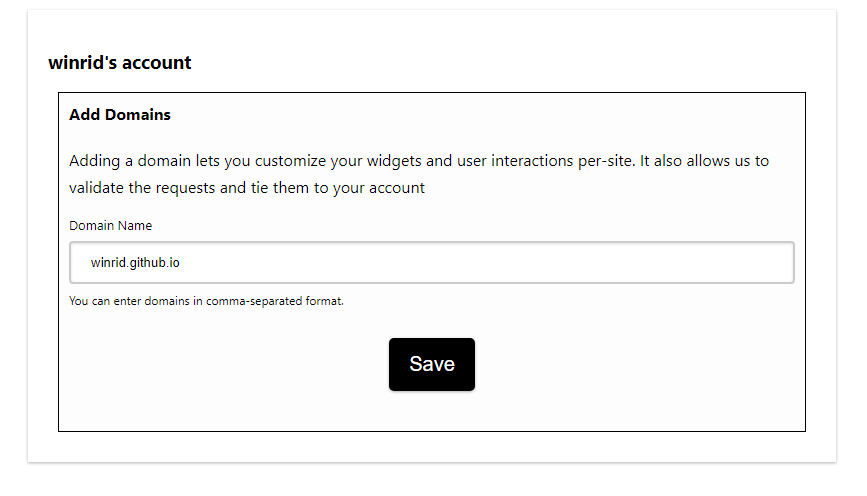 winrid's account
Add Domains
Adding a domain lets you customize your widgets and user interactions per-site. It also allows us to
validate the requests and tie them to your account
Domain Name
winrid.github.io
You can enter domains in comma-separated format.
Save